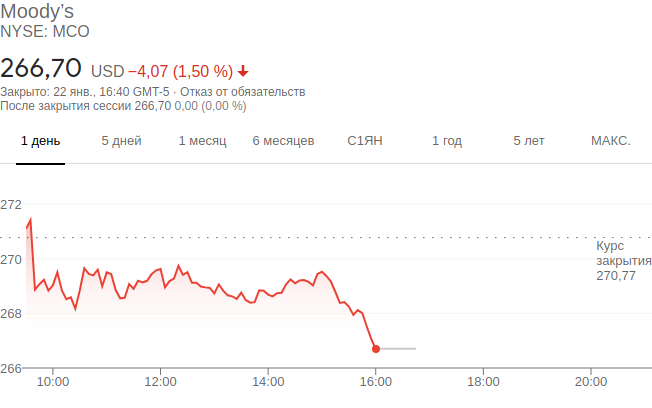 Moody’s
NYSE: MCO
266,70 USD −4,07 (1,50 %)
Закрыто: 22 янв., 16:40 GMT-5 · Отказ от обязательств
После закрытия сессии 266,70 0,00 (0,00 %)
1 день 5 дней 1 месяц 6 месяцев С1ЯН 1 год 5 лет МАКС.
272
Курс
270 закрытия
270,77
268
266
10:00 12:00 14:00 16:00 18:00 20:00